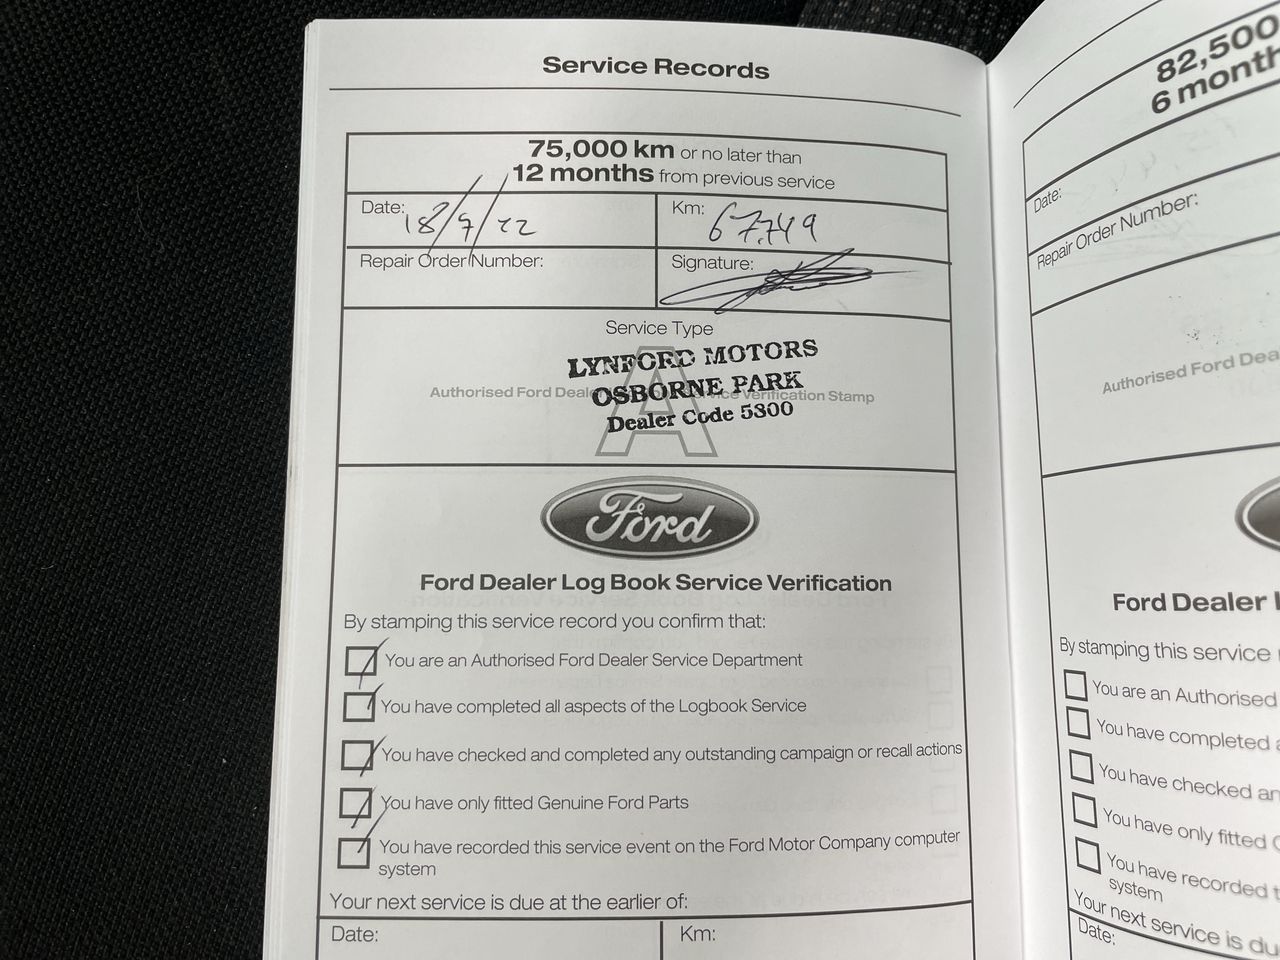 Service Records
75,000 km or no later than
12 months from previous service
Date: 18/9/22
Km: 67,749
Repair Order Number:
Signature:
Service Type
A
LYNFORD MOTORS
OSBORNE PARK
Dealer Code 5300
Authorised Ford Deal
ice Verification Stamp
Ford
Ford Dealer Log Book Service Verification
By stamping this service record you confirm that:
You are an Authorised Ford Dealer Service Department
You have completed all aspects of the Logbook Service
You have checked and completed any outstanding campaign or recall actions
You have only fitted Genuine Ford Parts
You have recorded this service event on the Ford Motor Company computer
system
Your next service is due at the earlier of:
Date:
Km:
82,500
6 month
Date:
Repair Order Number:
Authorised Ford Dea
Ford Dealer
By stamping this service
You are an Authorised
You have completed a
You have checked an
You have only fitted G
You have recorded t
system
Your next service is du
Date: